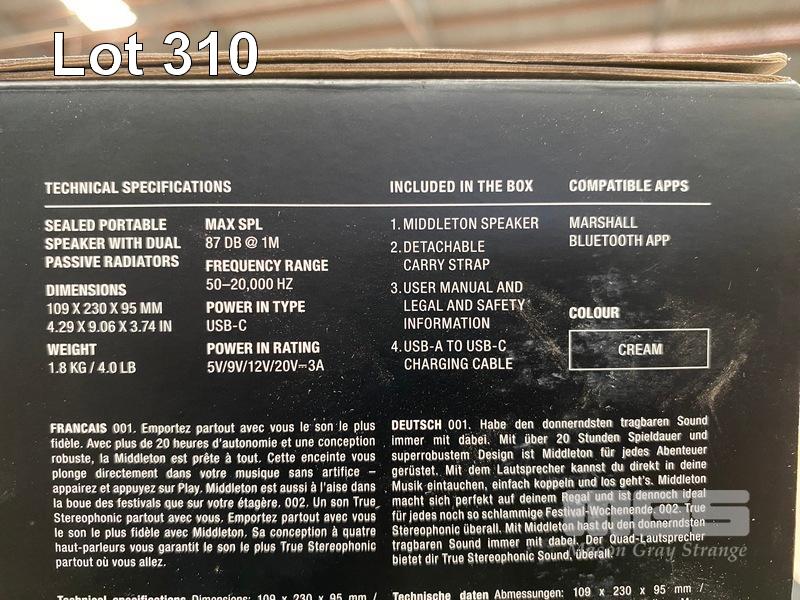 Lot 310
TECHNICAL SPECIFICATIONS
SEALED PORTABLE
SPEAKER WITH DUAL
PASSIVE RADIATORS
DIMENSIONS
109 X 230 X 95 MM
4.29 X 9.06 X 3.74 IN
WEIGHT
1.8 KG / 4.0 LB
MAX SPL
87 DB @ 1M
FREQUENCY RANGE
50–20,000 HZ
POWER IN TYPE
USB-C
POWER IN RATING
5V/9V/12V/20V⎓3A
INCLUDED IN THE BOX
1. MIDDLETON SPEAKER
2. DETACHABLE
CARRY STRAP
3. USER MANUAL AND
LEGAL AND SAFETY
INFORMATION
4. USB-A TO USB-C
CHARGING CABLE
COMPATIBLE APPS
MARSHALL
BLUETOOTH APP
COLOUR
CREAM
FRANCAIS 001. Emportez partout avec vous le son le plus
fidèle. Avec plus de 20 heures d'autonomie et une conception
robuste, la Middleton est prête à tout. Cette enceinte vous
plonge directement dans votre musique sans artifice –
appairez et appuyez sur Play. Middleton est aussi à l'aise dans
la boue des festivals que sur votre étagère. 002. Un son True
Stereophonic partout avec vous. Emportez partout avec vous
le son le plus fidèle avec Middleton. Sa conception à quatre
haut-parleurs vous garantit le son le plus True Stereophonic
partout où vous allez.
DEUTSCH 001. Habe den donnerndsten tragbaren Sound
immer mit dabei. Mit über 20 Stunden Spieldauer und
superrobustem Design ist Middleton für jedes Abenteuer
gerüstet. Mit dem Lautsprecher kannst du direkt in deine
Musik eintauchen, einfach koppeln und los geht's. Middleton
macht sich perfekt auf deinem Regal und ist dennoch ideal
für jedes noch so schlammige Festival-Wochenende. 002. True
Stereophonic überall. Mit Middleton hast du den donnerndsten
tragbaren Sound immer mit dabei. Der Quad-Lautsprecher
bietet dir True Stereophonic Sound, überall.
Gray Strange
Technical specifications Dimensions: 109 x 230 x 95 mm /
Technische daten Abmessungen: 109 x 230 x 95 mm /